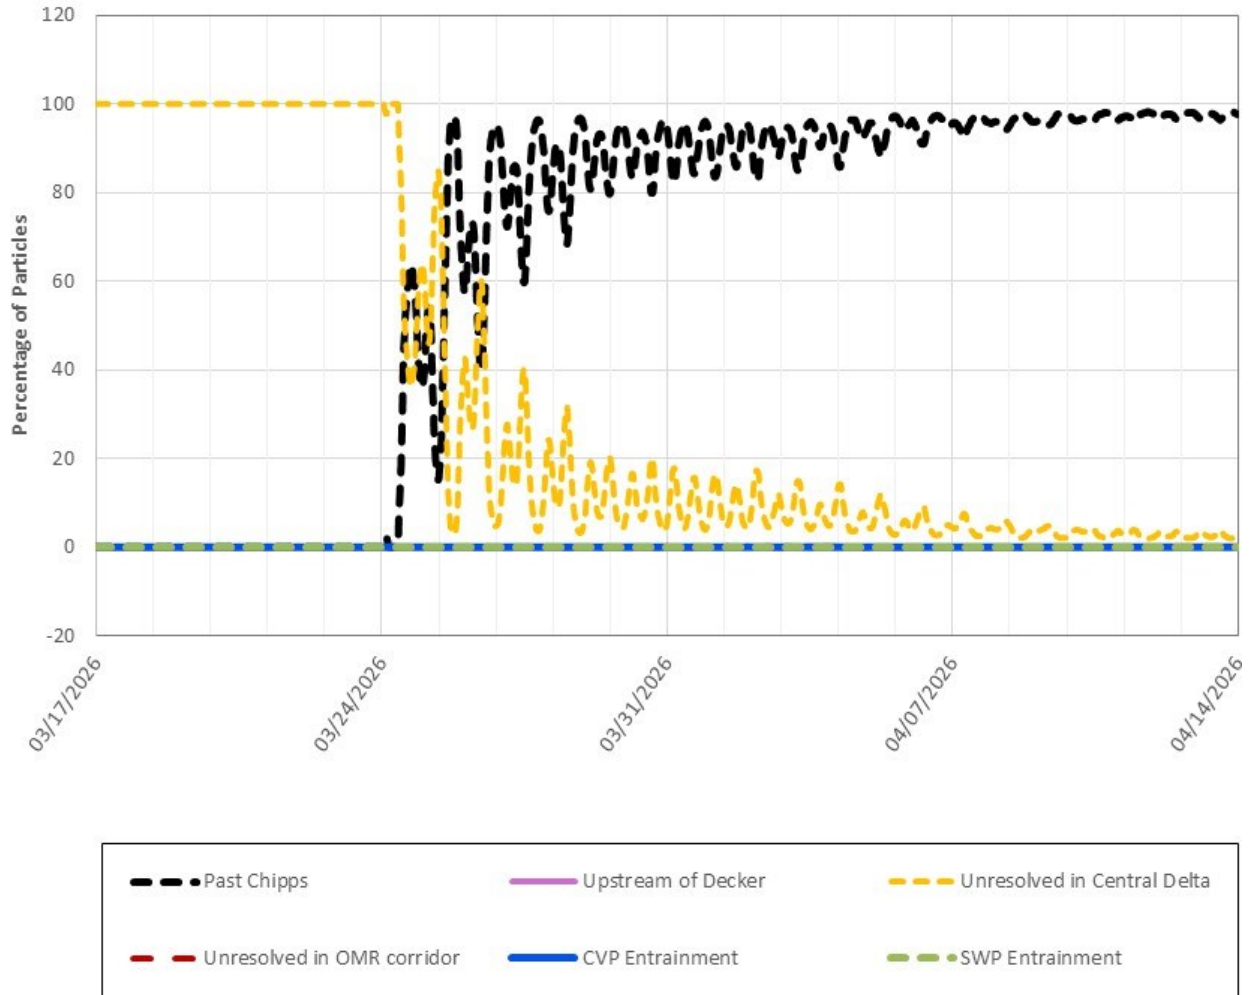 120
100
80
60
40
20
0
-20
Percentage of Particles
03/17/2026
03/24/2026
03/31/2026
04/07/2026
04/14/2026
Past Chipps
Upstream of Decker
Unresolved in Central Delta
Unresolved in OMR corridor
CVP Entrainment
SWP Entrainment